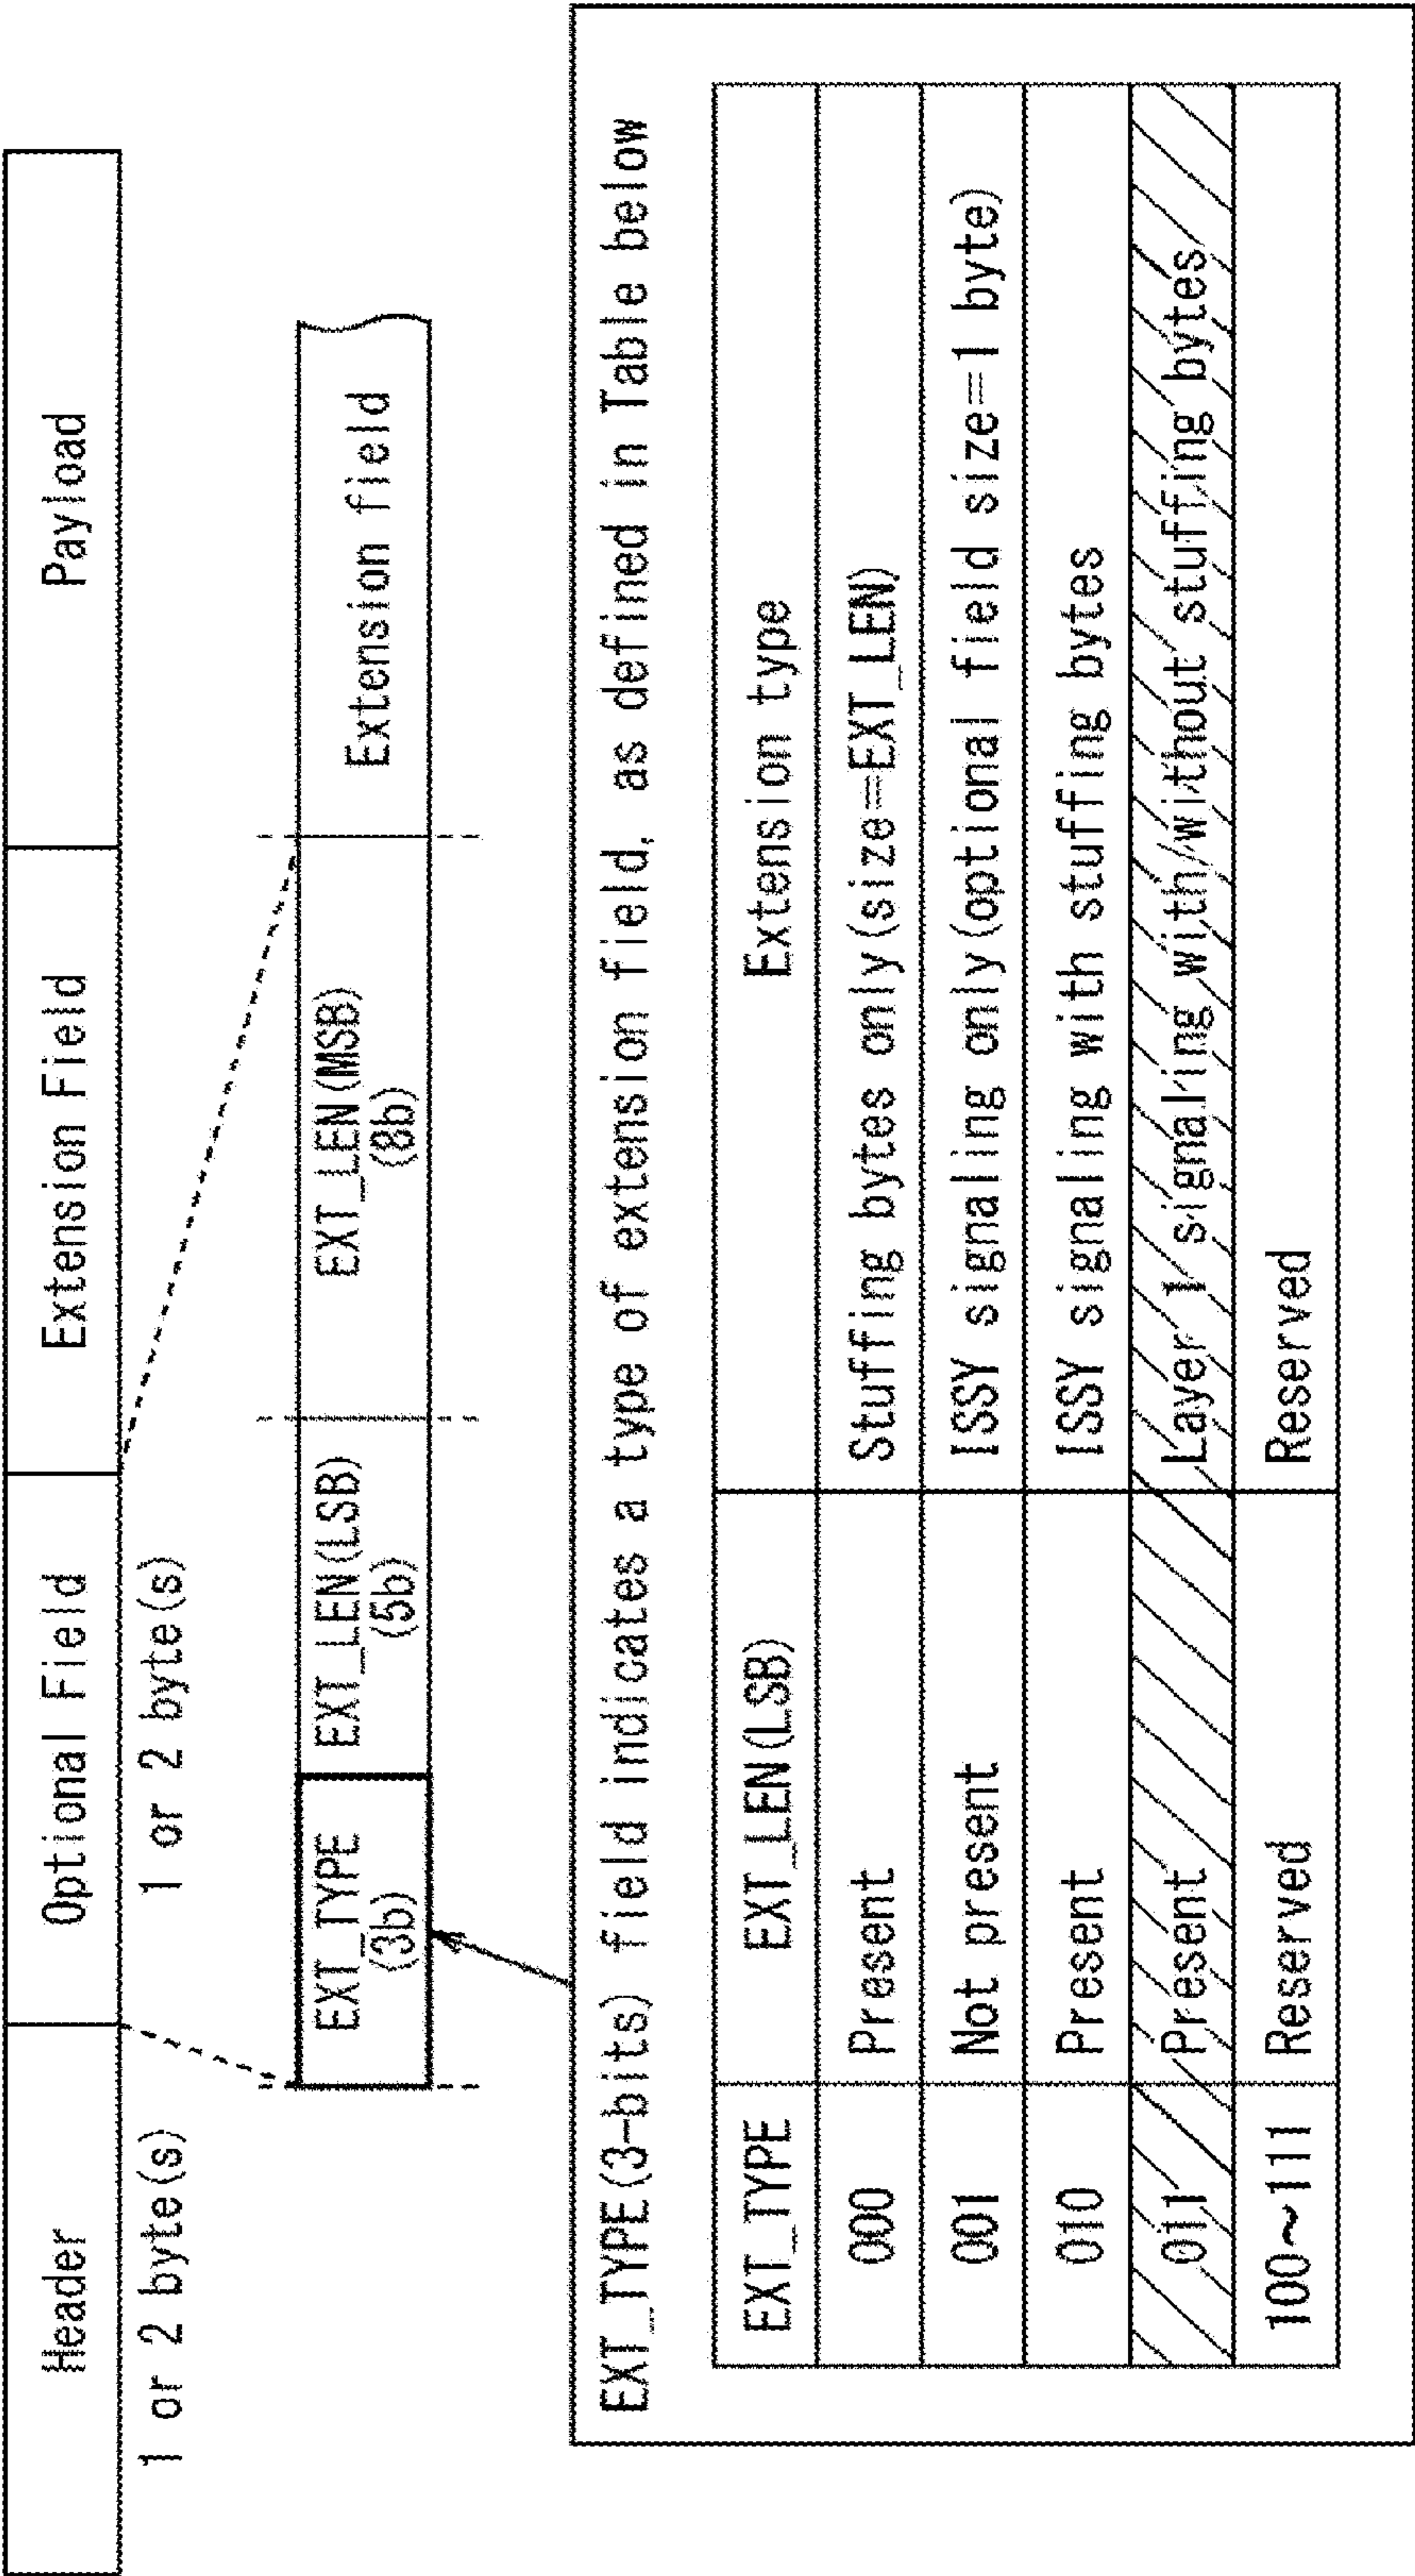 Header Optional Field Extension Field Payload
1 or 2 byte(s) 1 or 2 byte(s)
EXT_TYPE EXT_LEN(LSB) EXT_LEN(MSB) Extension field
(3b) (5b) (8b)
EXT_TYPE(3-bits) field indicates a type of extension field, as defined in Table below
EXT_TYPE EXT_LEN(LSB) Extension type
000 Present Stuffing bytes only(size=EXT_LEN)
001 Not present ISSY signaling only(optional field size=1 byte)
010 Present ISSY signaling with stuffing bytes
011 Present Layer 1 signaling with/without stuffing bytes
100~111 Reserved Reserved